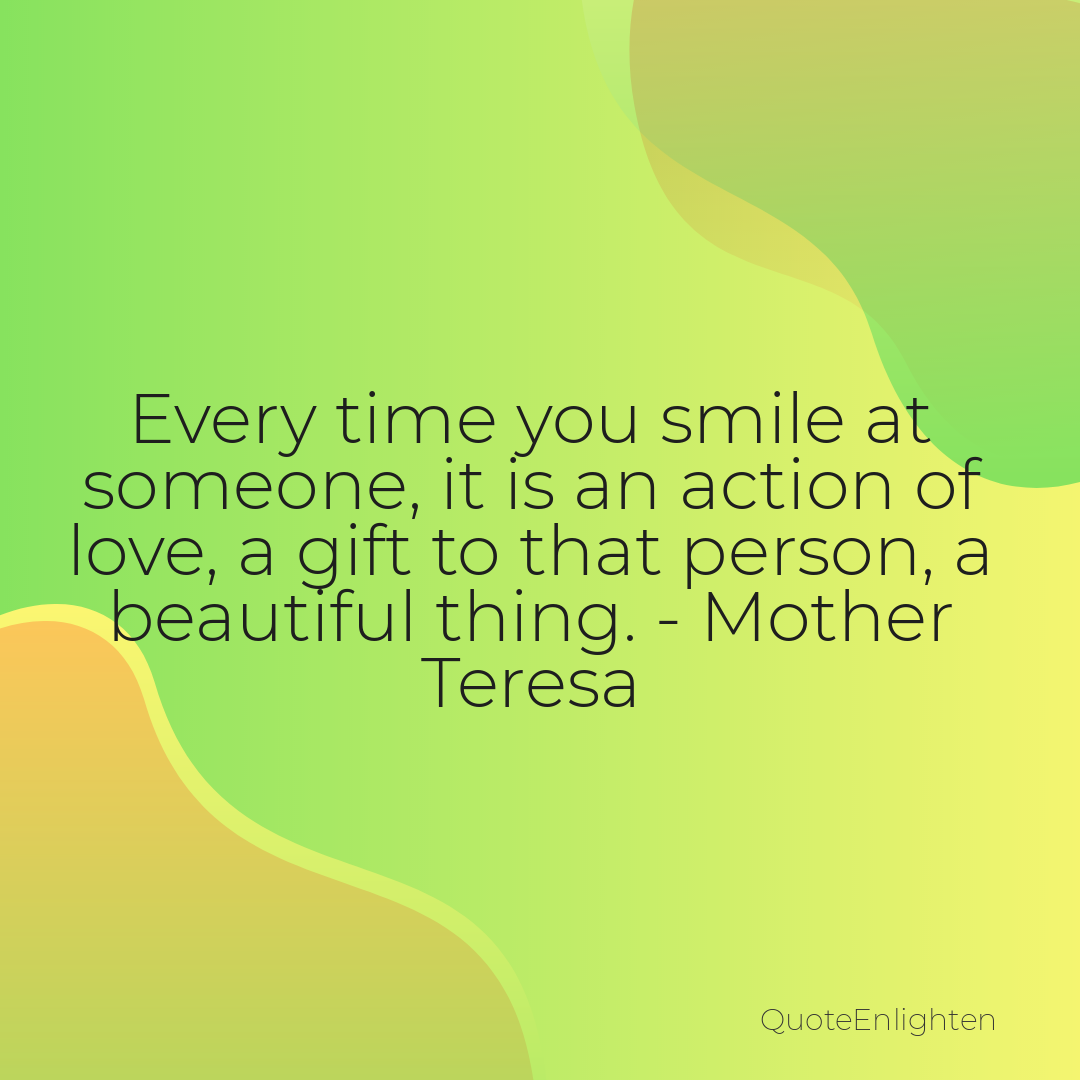 Every time you smile at
someone, it is an action of
love, a gift to that person, a
beautiful thing. - Mother
Teresa
QuoteEnlighten